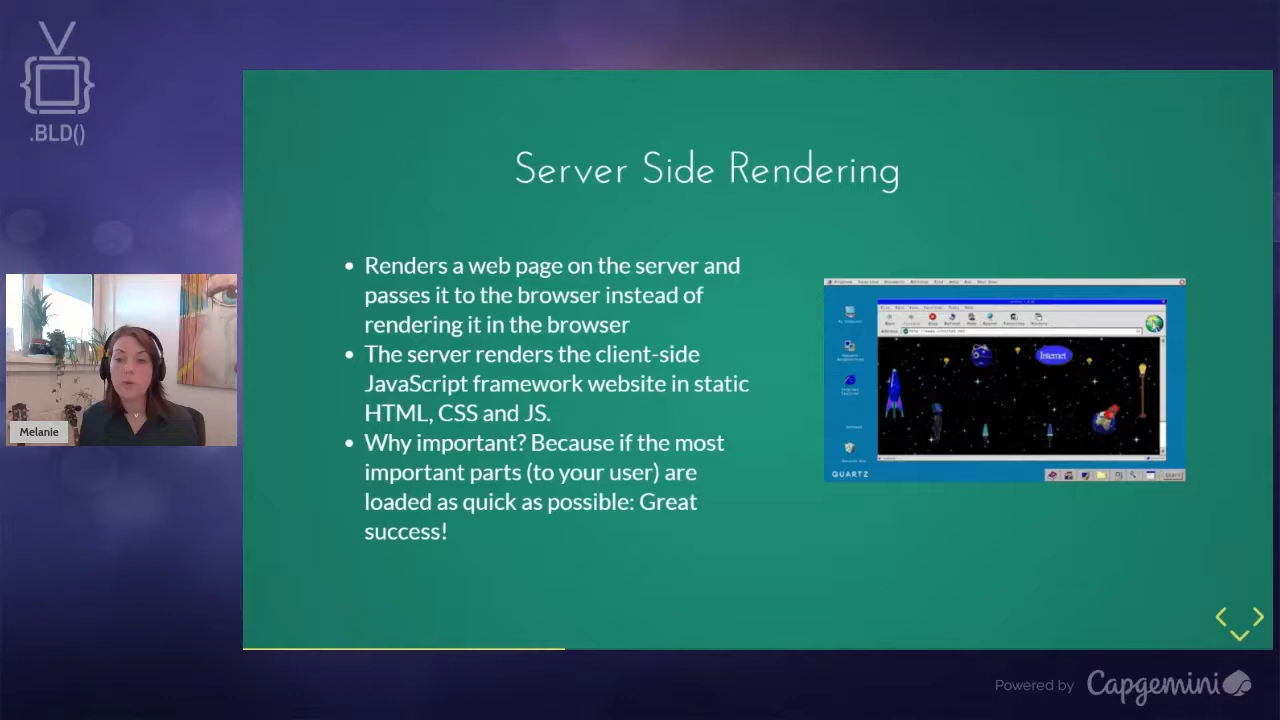 .BLD()
Server Side Rendering
Renders a web page on the server and
passes it to the browser instead of
rendering it in the browser
The server renders the client-side
JavaScript framework website in static
HTML, CSS and JS.
Why important? Because if the most
important parts (to your user) are
loaded as quick as possible: Great
success!
Internet
QUARTZ
Melanie
Powered by Capgemini